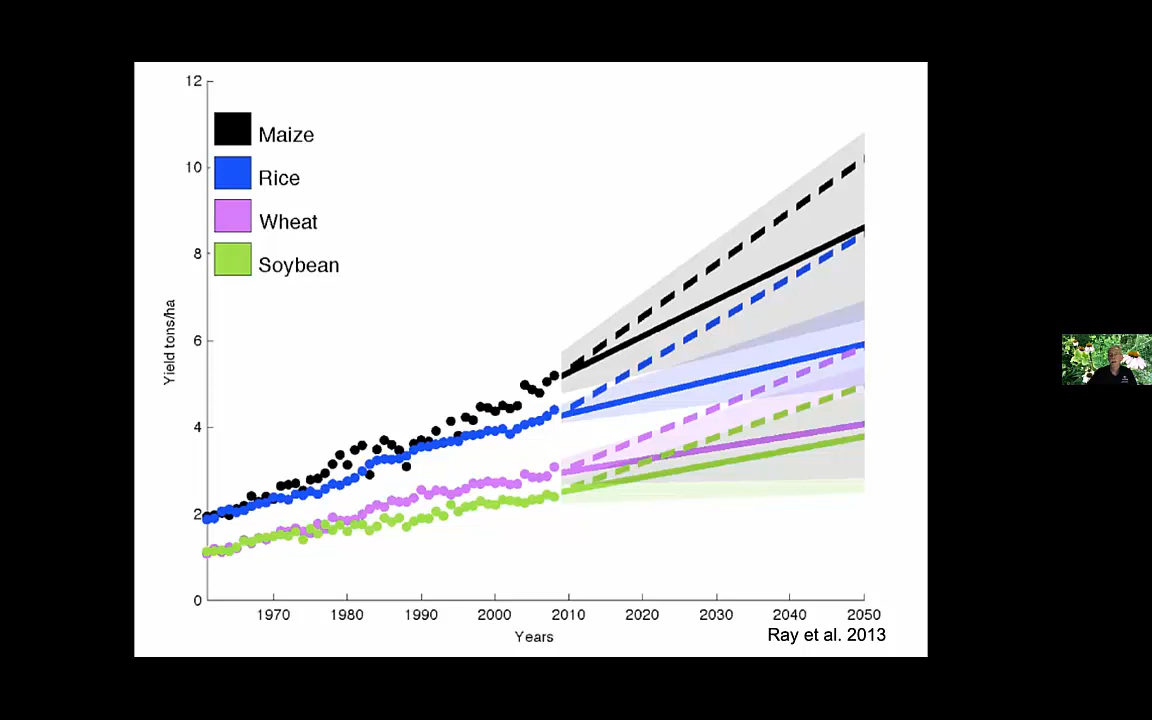 12
10
8
6
4
2
0
Yield tons/ha
Maize
Rice
Wheat
Soybean
1970 1980 1990 2000 2010 2020 2030 2040 2050
Years
Ray et al. 2013